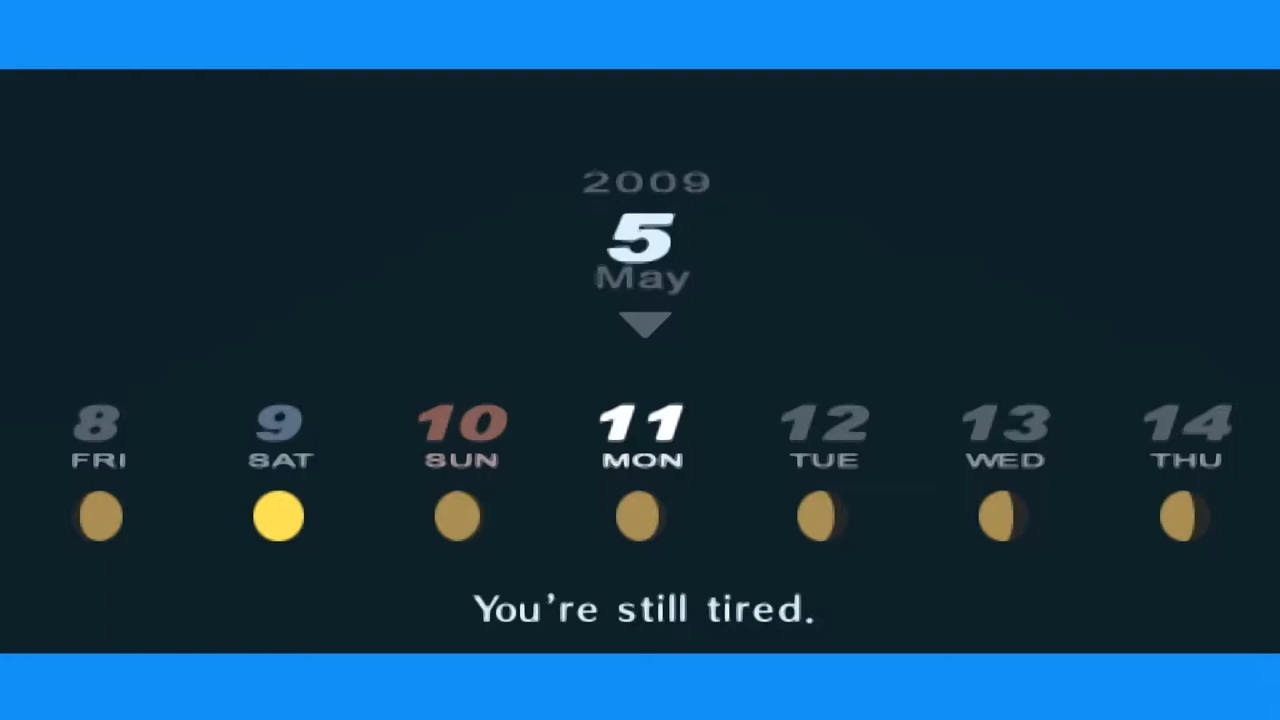 2009
5
May
8 9 10 11 12 13 14
FRI SAT SUN MON TUE WED THU
You're still tired.